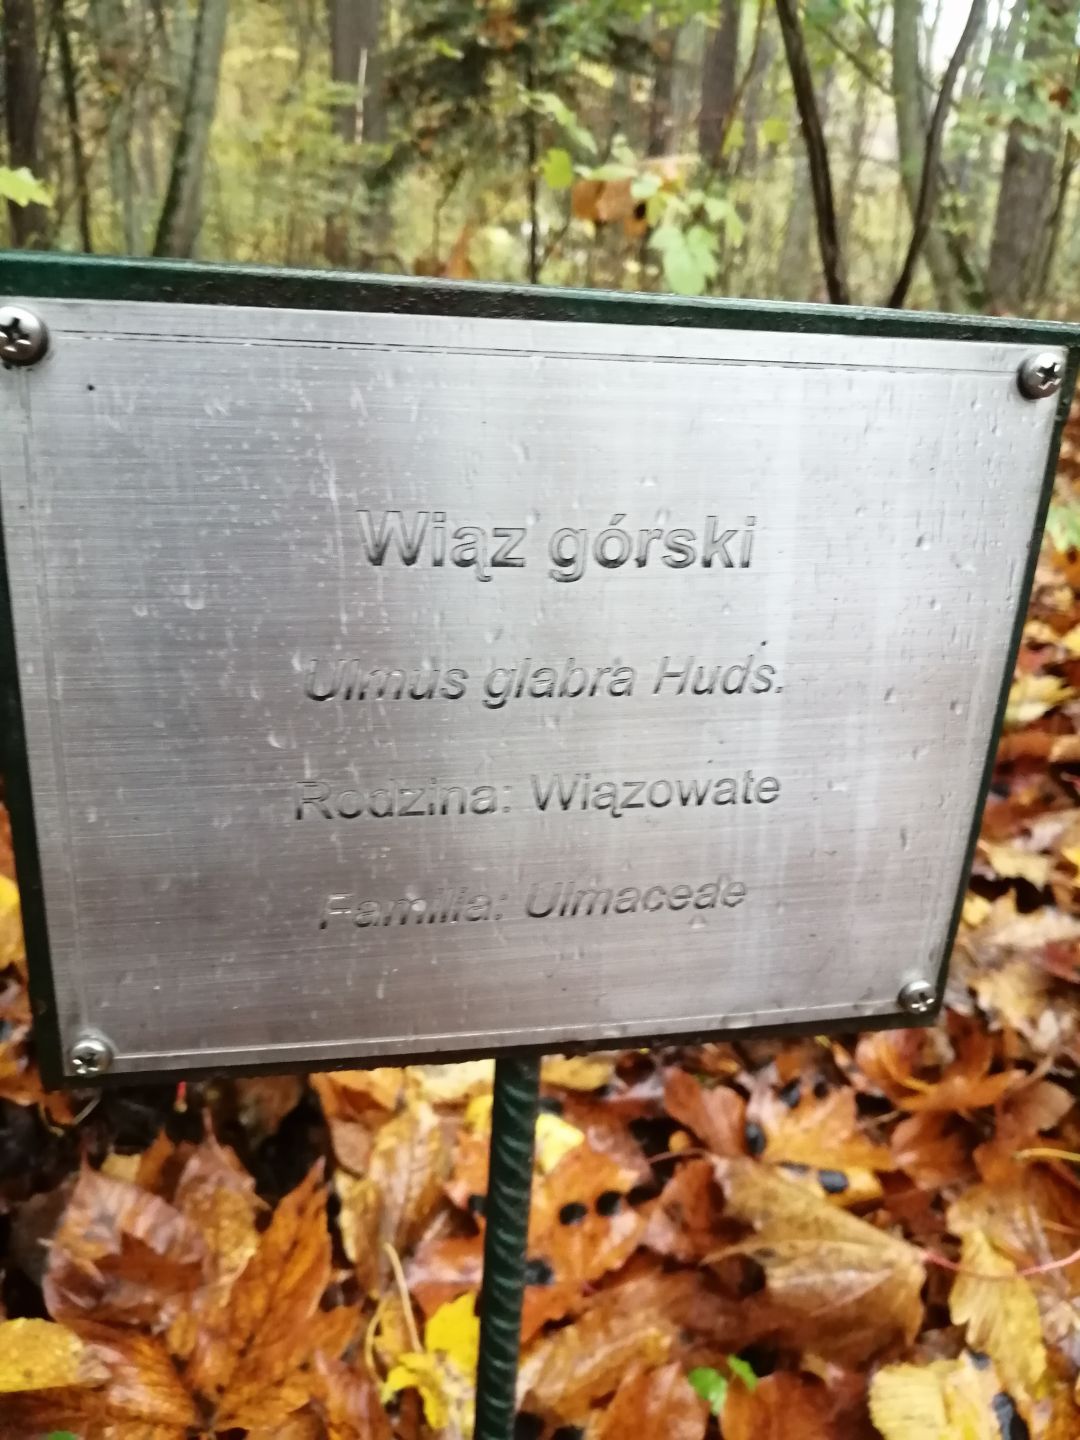 Wiąz górski
Ulmus glabra Huds.
Rodzina: Wiązowate
Familia: Ulmaceae